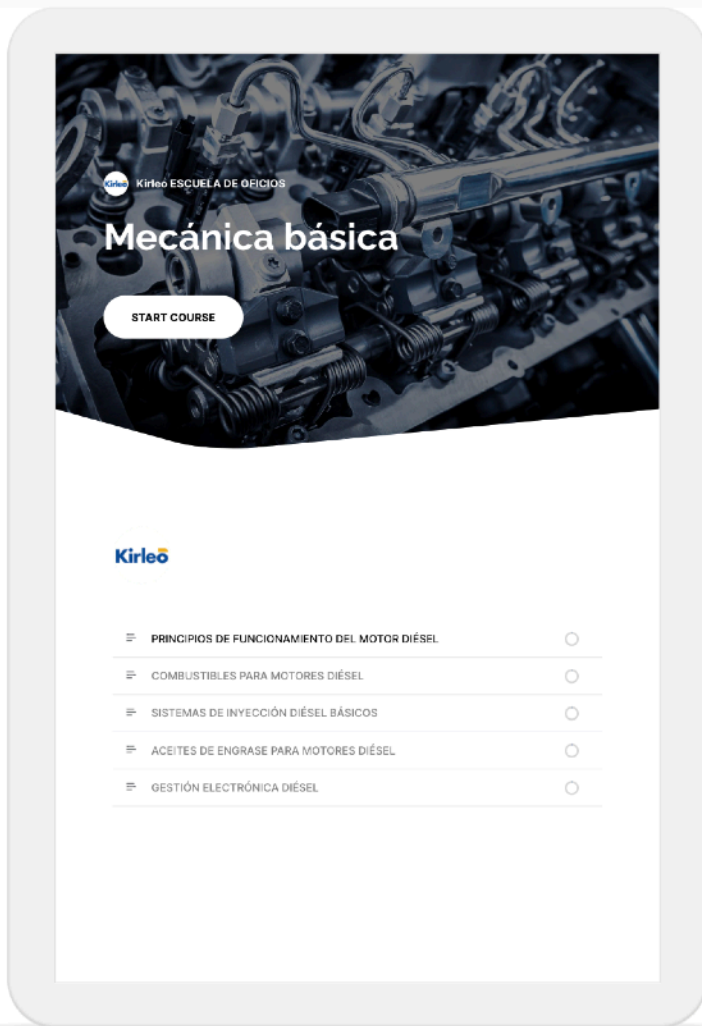 Kirleo Kirleo ESCUELA DE OFICIOS
Mecánica básica
START COURSE
Kirleo
PRINCIPIOS DE FUNCIONAMIENTO DEL MOTOR DIÉSEL
COMBUSTIBLES PARA MOTORES DIÉSEL
SISTEMAS DE INYECCIÓN DIÉSEL BÁSICOS
ACEITES DE ENGRASE PARA MOTORES DIÉSEL
GESTIÓN ELECTRÓNICA DIÉSEL